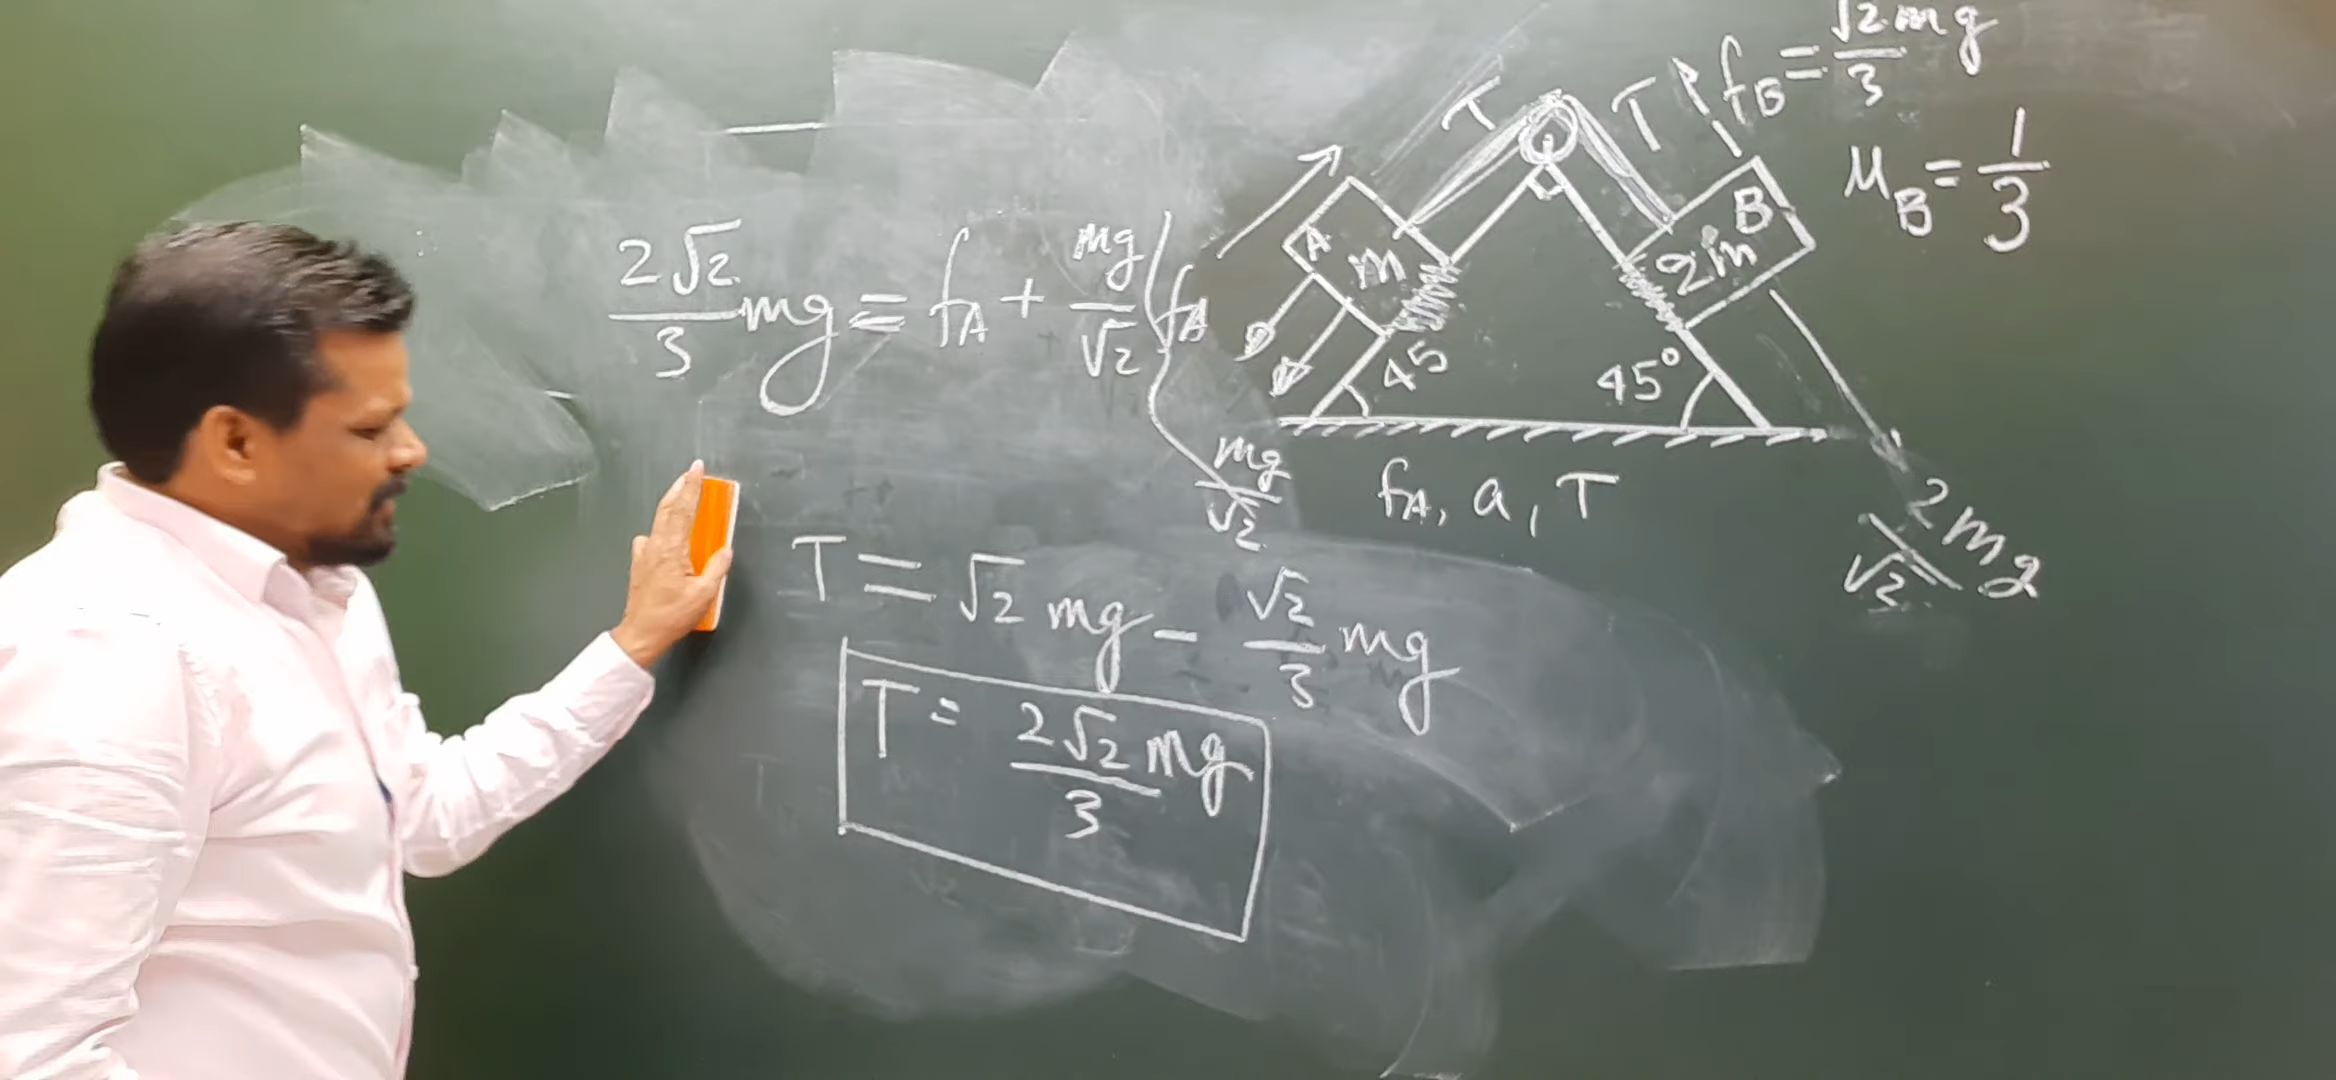 2√2/3 mg = fA + mg/√2
T = √2 mg - √2/3 mg
T = 2√2/3 mg
fB = √2mg/3
μB = 1/3
T T
A m
B 2m
fA
mg/√2
45 45°
2mg/√2
fA, a, T